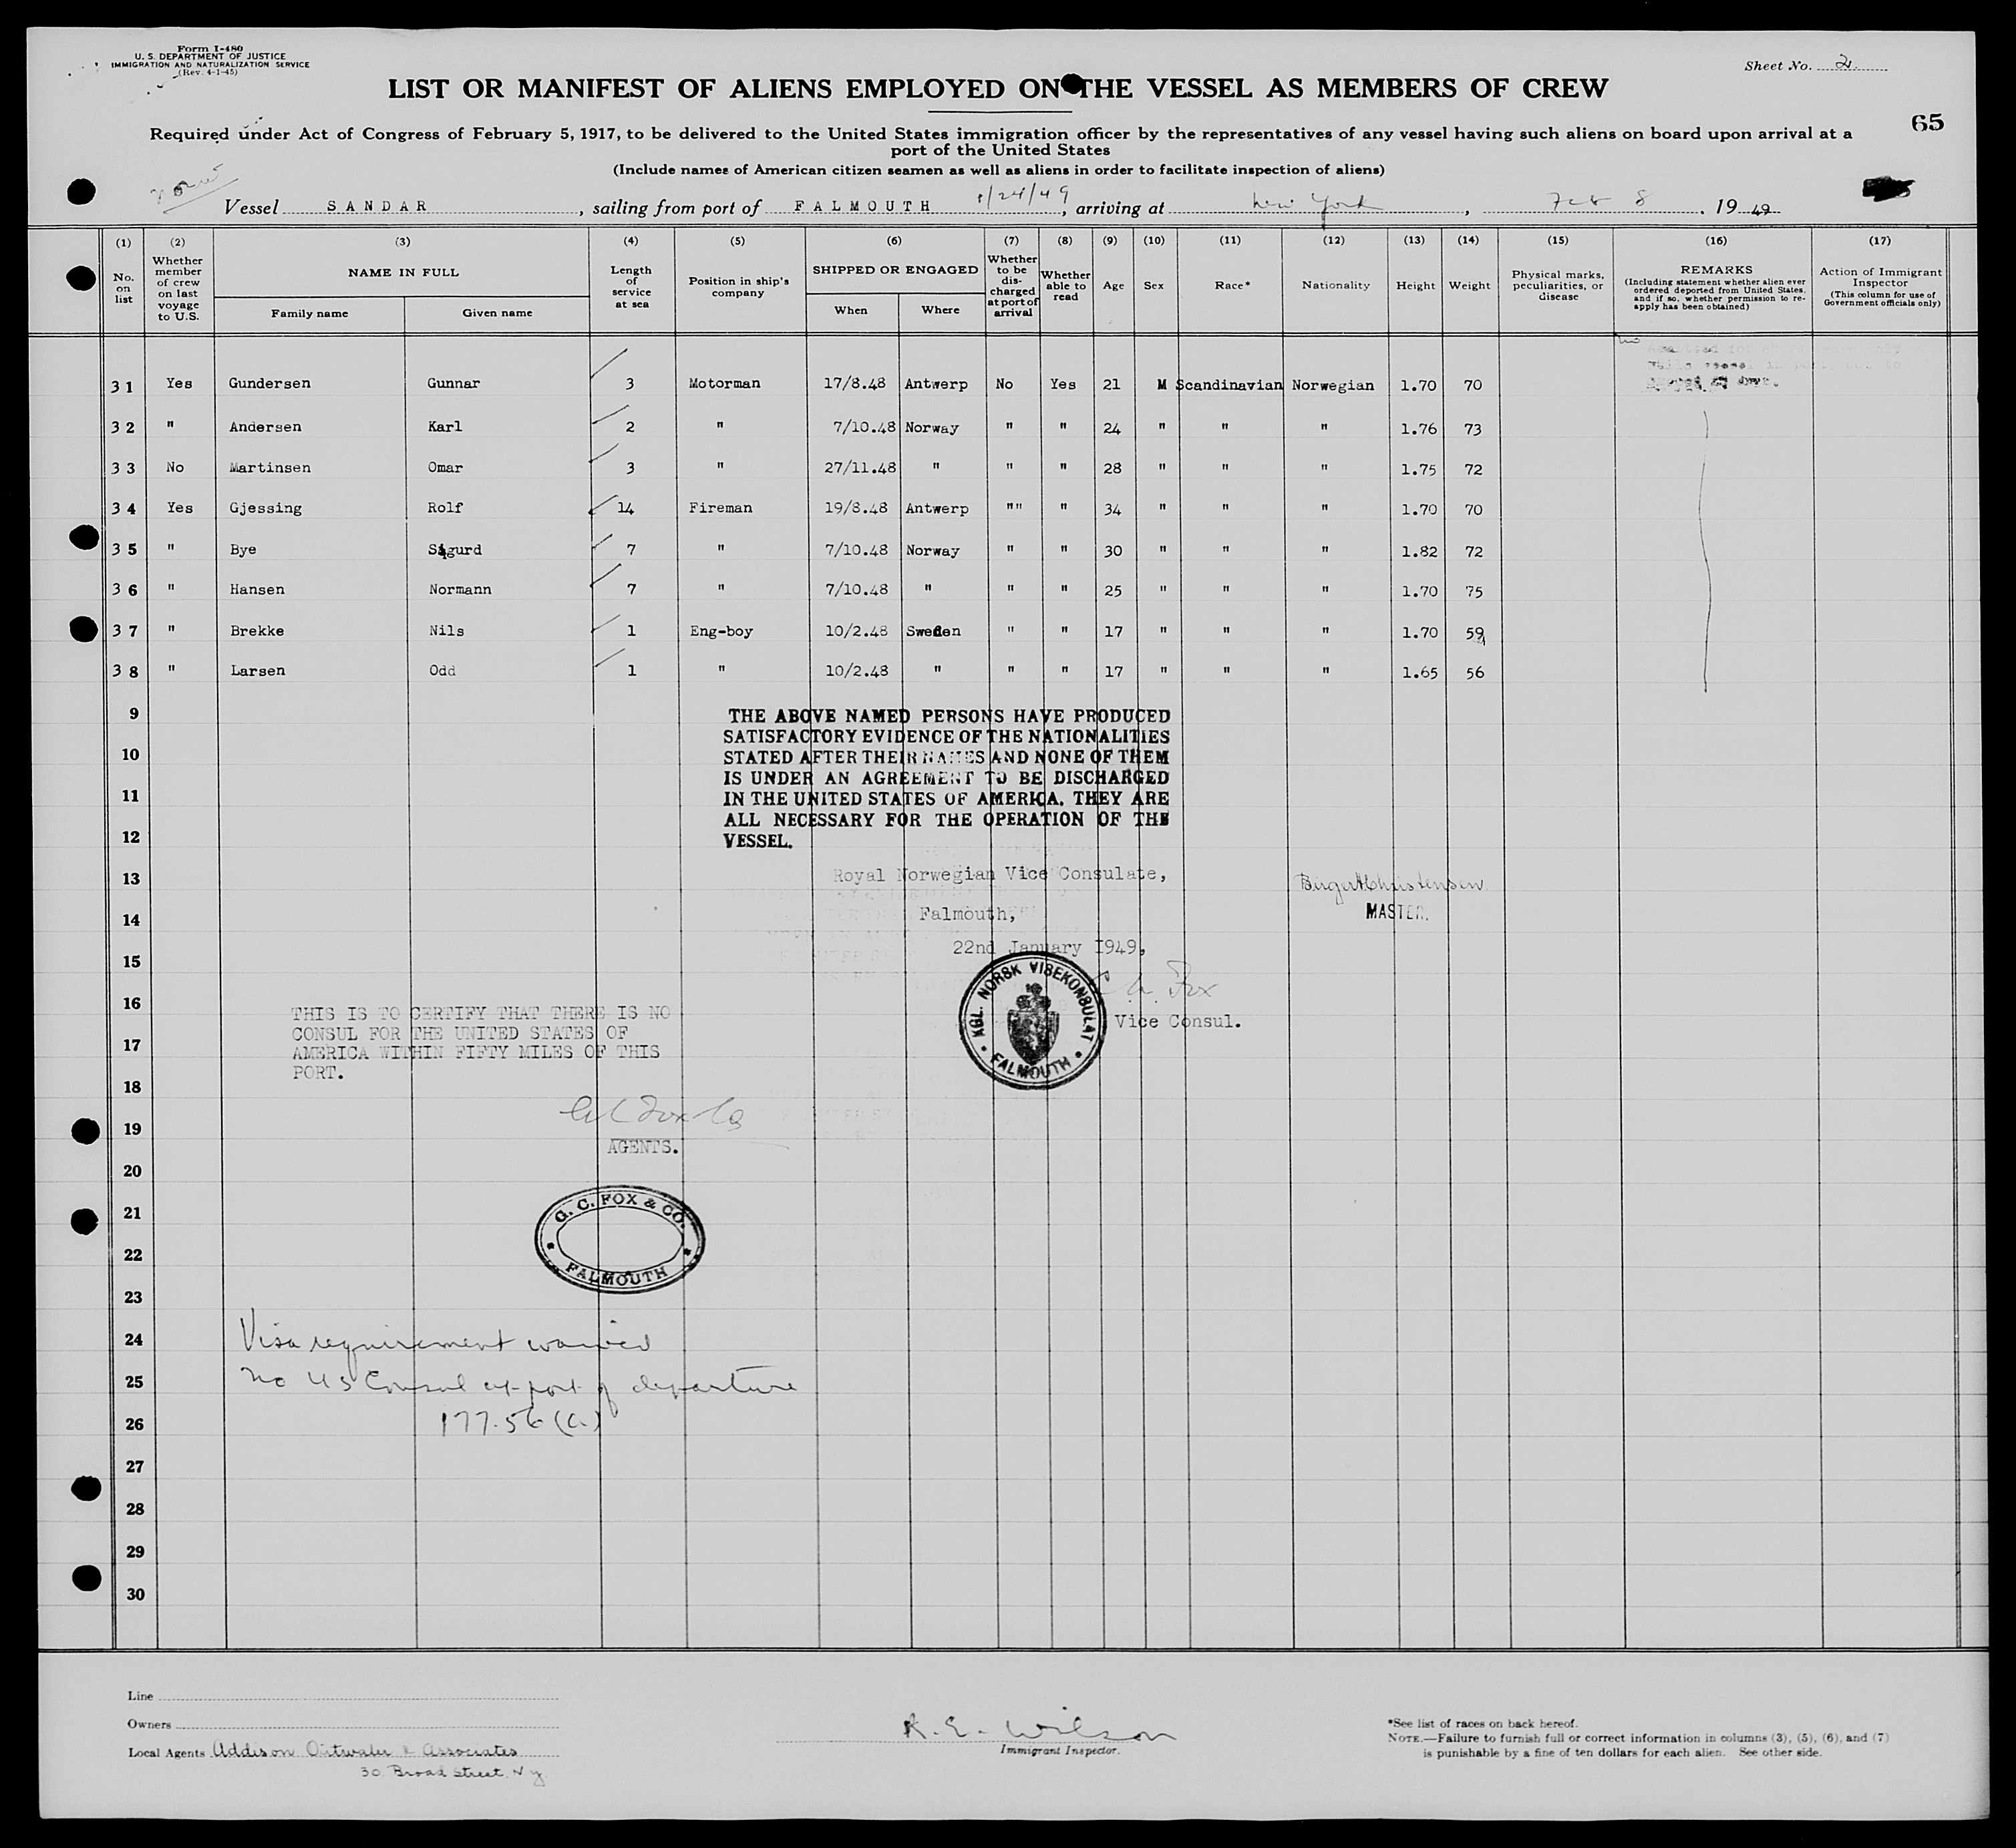 Form I-480
U. S. DEPARTMENT OF JUSTICE
IMMIGRATION AND NATURALIZATION SERVICE
(Rev. 4-1-45)
Sheet No. 2
LIST OR MANIFEST OF ALIENS EMPLOYED ON THE VESSEL AS MEMBERS OF CREW
65
Required under Act of Congress of February 5, 1917, to be delivered to the United States immigration officer by the representatives of any vessel having such aliens on board upon arrival at a
port of the United States
(Include names of American citizen seamen as well as aliens in order to facilitate inspection of aliens)
Vessel SANDAR, sailing from port of FALMOUTH 1/24/49, arriving at New York, Feb 8, 1949
(1) (2) (3) (4) (5) (6) (7) (8) (9) (10) (11) (12) (13) (14) (15) (16) (17)
No. on list
Whether member of crew on last voyage to U.S.
NAME IN FULL
Family name
Given name
Length of service at sea
Position in ship's company
SHIPPED OR ENGAGED
When
Where
Whether to be discharged at port of arrival
Whether able to read
Age
Sex
Race*
Nationality
Height
Weight
Physical marks, peculiarities, or disease
REMARKS
(Including statement whether alien ever ordered deported from United States, and if so, whether permission to re-apply has been obtained)
Action of Immigrant Inspector
(This column for use of Government officials only)
31 Yes Gundersen Gunnar 3 Motorman 17/8.48 Antwerp No Yes 21 M Scandinavian Norwegian 1.70 70
32 " Andersen Karl 2 " 7/10.48 Norway " " 24 " " " 1.76 73
33 No Martinsen Omar 3 " 27/11.48 " " " 28 " " " 1.75 72
34 Yes Gjessing Rolf 14 Fireman 19/8.48 Antwerp "" " 34 " " " 1.70 70
35 " Bye Sigurd 7 " 7/10.48 Norway " " 30 " " " 1.82 72
36 " Hansen Normann 7 " 7/10.48 " " " 25 " " " 1.70 75
37 " Brekke Nils 1 Eng-boy 10/2.48 Sweden " " 17 " " " 1.70 59
38 " Larsen Odd 1 " 10/2.48 " " " 17 " " " 1.65 56
9
10
11
12
13
14
15
16
17
18
19
20
21
22
23
24
25
26
27
28
29
30
THE ABOVE NAMED PERSONS HAVE PRODUCED
SATISFACTORY EVIDENCE OF THE NATIONALITIES
STATED AFTER THEIR NAMES AND NONE OF THEM
IS UNDER AN AGREEMENT TO BE DISCHARGED
IN THE UNITED STATES OF AMERICA. THEY ARE
ALL NECESSARY FOR THE OPERATION OF THE
VESSEL.
Royal Norwegian Vice Consulate,
Falmouth,
22nd January 1949,
Fox
Vice Consul.
KGL. NORSK VISEKONSULAT
FALMOUTH
Birger Christensen
MASTER.
THIS IS TO CERTIFY THAT THERE IS NO
CONSUL FOR THE UNITED STATES OF
AMERICA WITHIN FIFTY MILES OF THIS
PORT.
G C Fox & Co
AGENTS.
G. C. FOX & CO.
FALMOUTH
Visa requirement waived
No US Consul at port of departure
177.56 (c.)
Line
Owners
Local Agents Addison Outwater & Associates
30 Broad Street, N Y
R. E. Wilson
Immigrant Inspector.
*See list of races on back hereof.
NOTE.—Failure to furnish full or correct information in columns (3), (5), (6), and (7)
is punishable by a fine of ten dollars for each alien. See other side.